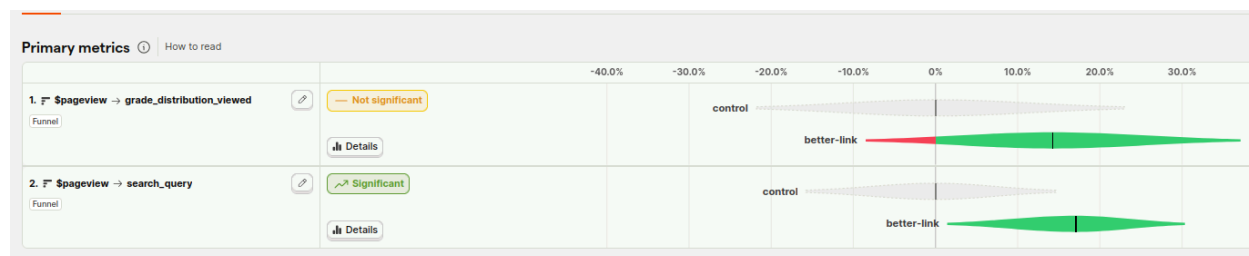 Primary metrics How to read
-40.0% -30.0% -20.0% -10.0% 0% 10.0% 20.0% 30.0%
1. $pageview → grade_distribution_viewed
Funnel
— Not significant
Details
control
better-link
2. $pageview → search_query
Funnel
Significant
Details
control
better-link